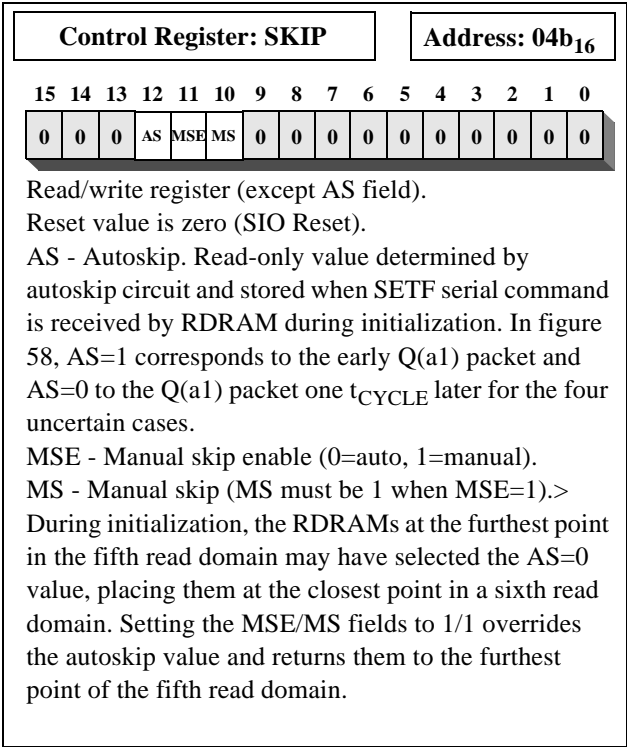 Control Register: SKIP Address: 04b16
15 14 13 12 11 10 9 8 7 6 5 4 3 2 1 0
0 0 0 AS MSE MS 0 0 0 0 0 0 0 0 0 0
Read/write register (except AS field).
Reset value is zero (SIO Reset).
AS - Autoskip. Read-only value determined by
autoskip circuit and stored when SETF serial command
is received by RDRAM during initialization. In figure
58, AS=1 corresponds to the early Q(a1) packet and
AS=0 to the Q(a1) packet one tCYCLE later for the four
uncertain cases.
MSE - Manual skip enable (0=auto, 1=manual).
MS - Manual skip (MS must be 1 when MSE=1).>
During initialization, the RDRAMs at the furthest point
in the fifth read domain may have selected the AS=0
value, placing them at the closest point in a sixth read
domain. Setting the MSE/MS fields to 1/1 overrides
the autoskip value and returns them to the furthest
point of the fifth read domain.